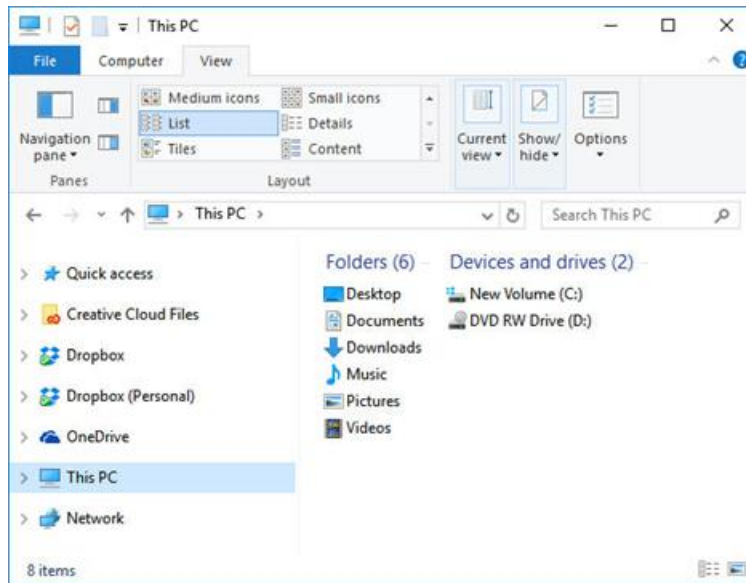 This PC
File Computer View
Medium icons Small icons
List Details
Tiles Content
Navigation pane
Current view
Show/ hide
Options
Panes Layout
This PC Search This PC
Quick access
Creative Cloud Files
Dropbox
Dropbox (Personal)
OneDrive
This PC
Network
Folders (6)
Desktop
Documents
Downloads
Music
Pictures
Videos
Devices and drives (2)
New Volume (C:)
DVD RW Drive (D:)
8 items